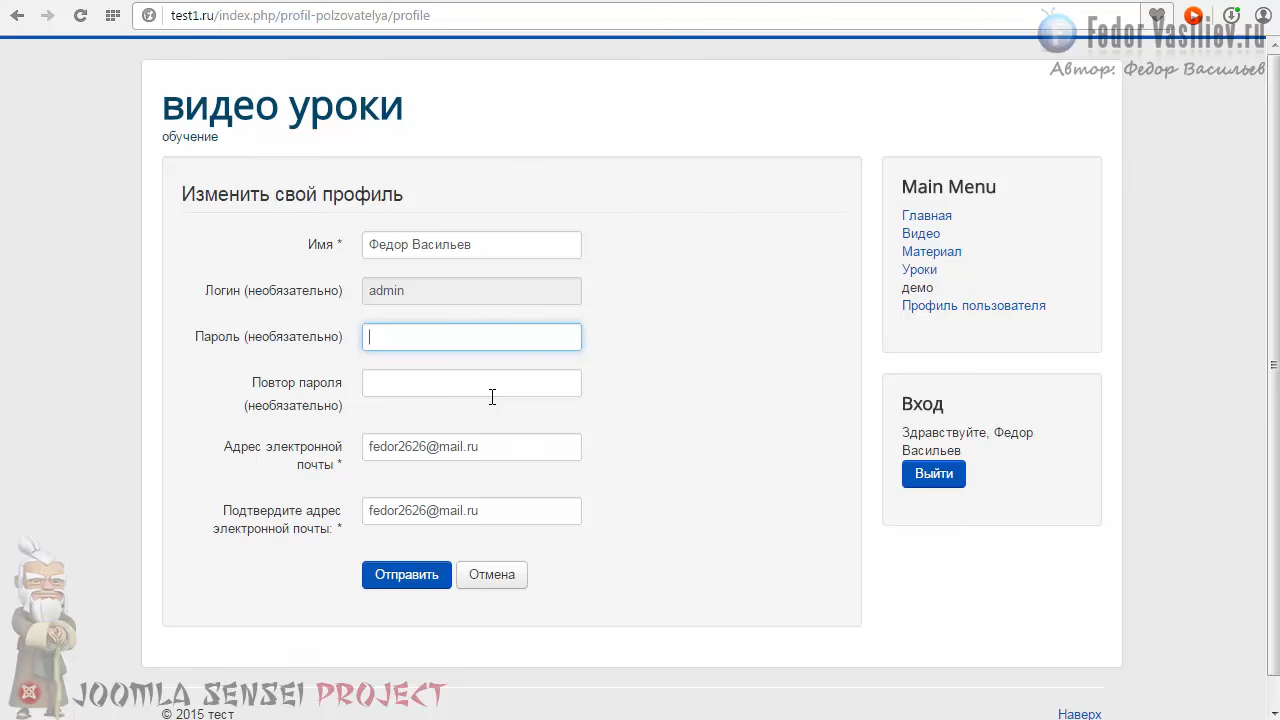 test1.ru/index.php/profil-polzovatelya/profile
Fedor Vasiliev.ru
Автор: Федор Васильев
видео уроки
обучение
Изменить свой профиль
Имя *
Федор Васильев
Логин (необязательно)
admin
Пароль (необязательно)
Повтор пароля
(необязательно)
Адрес электронной
почты *
fedor2626@mail.ru
Подтвердите адрес
электронной почты: *
fedor2626@mail.ru
Отправить
Отмена
Main Menu
Главная
Видео
Материал
Уроки
демо
Профиль пользователя
Вход
Здравствуйте, Федор
Васильев
Выйти
JOOMLA SENSEI PROJECT
© 2015 тест
Наверх